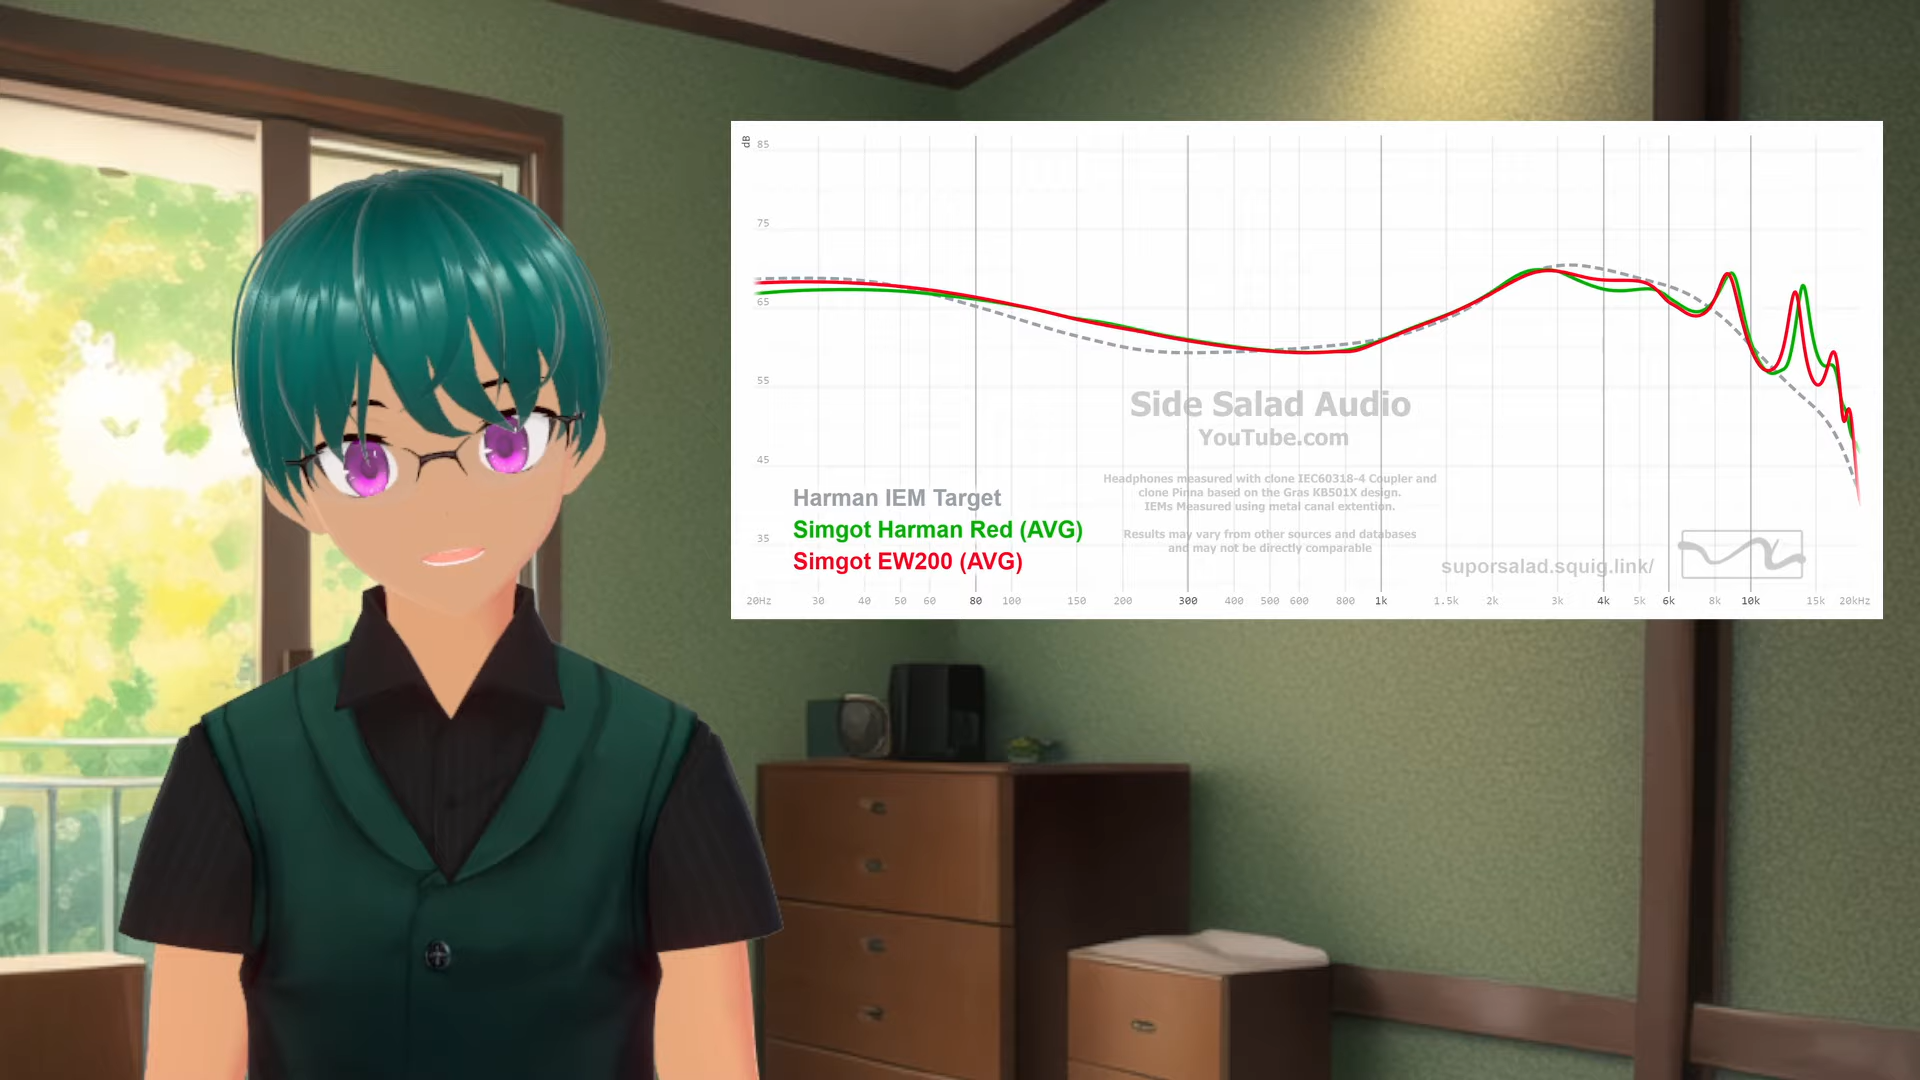 dB
85
75
65
55
45
35
Side Salad Audio
YouTube.com
Headphones measured with clone IEC60318-4 Coupler and
clone Pinna based on the Gras KB501X design.
IEMs Measured using metal canal extention.
Results may vary from other sources and databases
and may not be directly comparable
Harman IEM Target
Simgot Harman Red (AVG)
Simgot EW200 (AVG)
suporsalad.squig.link/
20Hz 30 40 50 60 80 100 150 200 300 400 500 600 800 1k 1.5k 2k 3k 4k 5k 6k 8k 10k 15k 20kHz